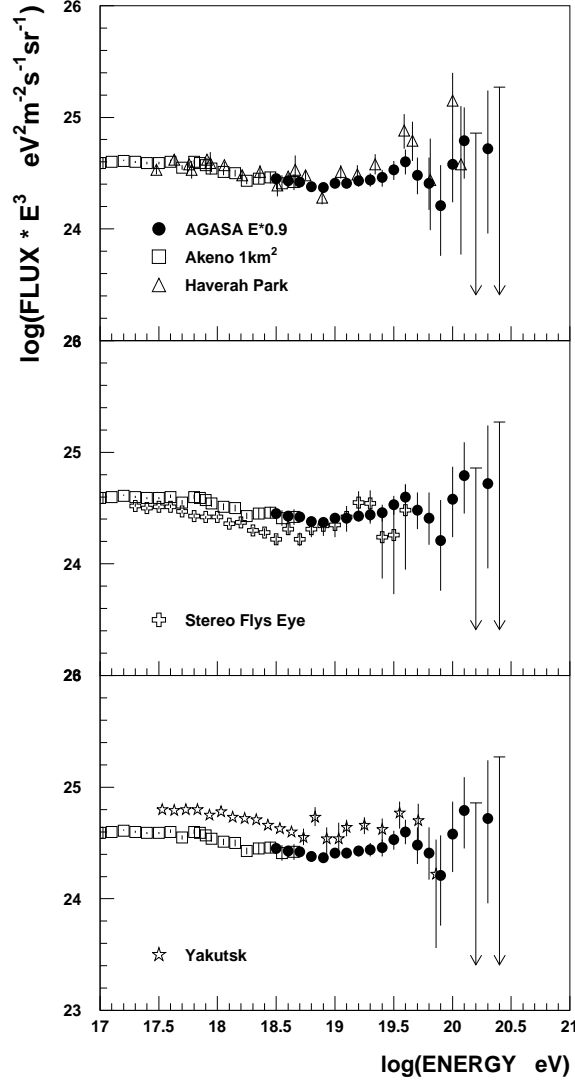 log(FLUX * E³ eV²m⁻²s⁻¹sr⁻¹)
26
25
24
AGASA E*0.9
Akeno 1km²
Haverah Park
26
25
24
Stereo Flys Eye
26
25
24
Yakutsk
23
17 17.5 18 18.5 19 19.5 20 20.5 21
log(ENERGY eV)